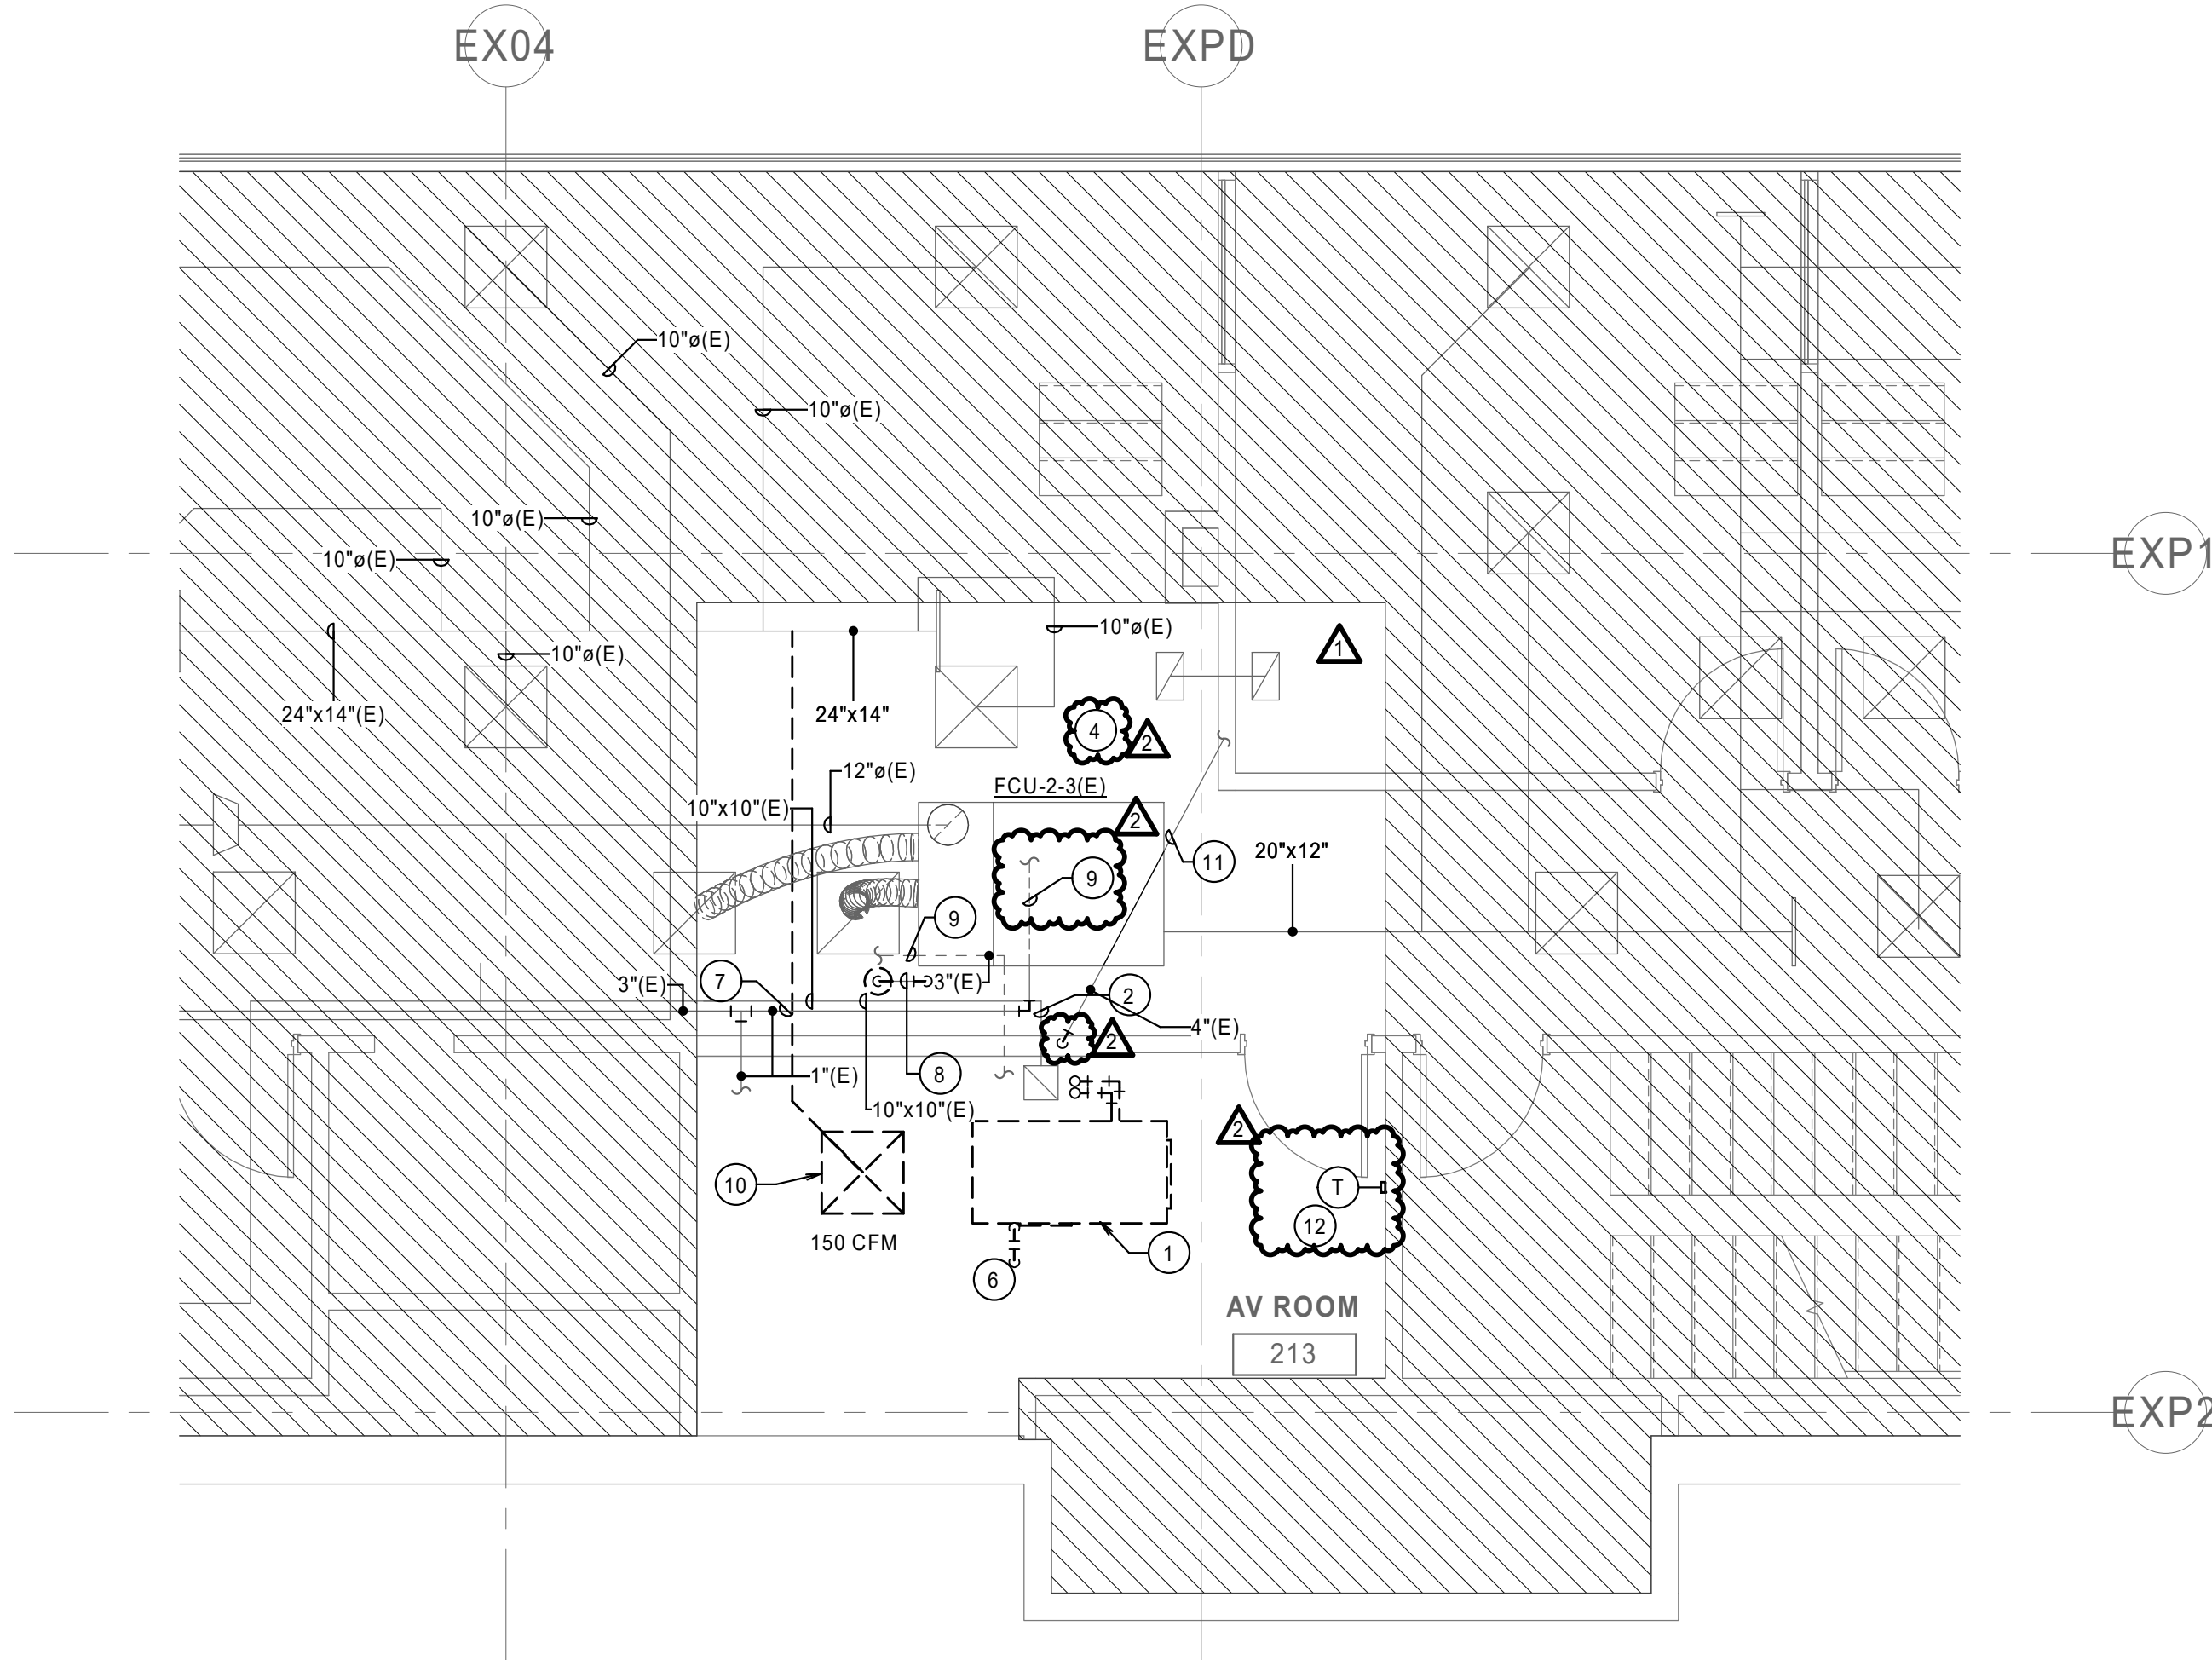 EX04
EXPD
10"ø(E)
10"ø(E)
10"ø(E)
10"ø(E)
EXP1
10"ø(E)
10"ø(E)
1
24"x14"(E)
24"x14"
4
2
12"ø(E)
FCU-2-3(E)
10"x10"(E)
2
20"x12"
11
9
9
3"(E)
7
3"(E)
2
4"(E)
2
1"(E)
8
10"x10"(E)
2
10
T
12
150 CFM
1
6
AV ROOM
213
EXP2